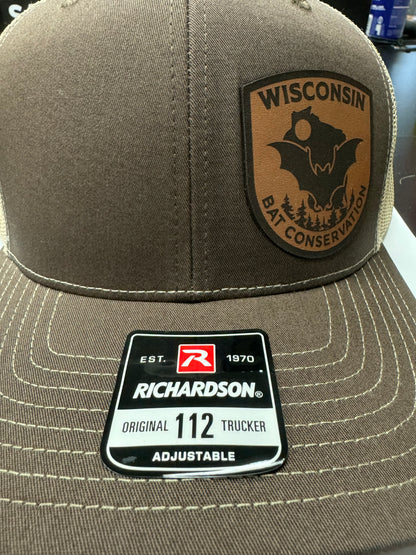 WISCONSIN
BAT CONSERVATION
EST. R 1970
RICHARDSON®
ORIGINAL 112 TRUCKER
ADJUSTABLE